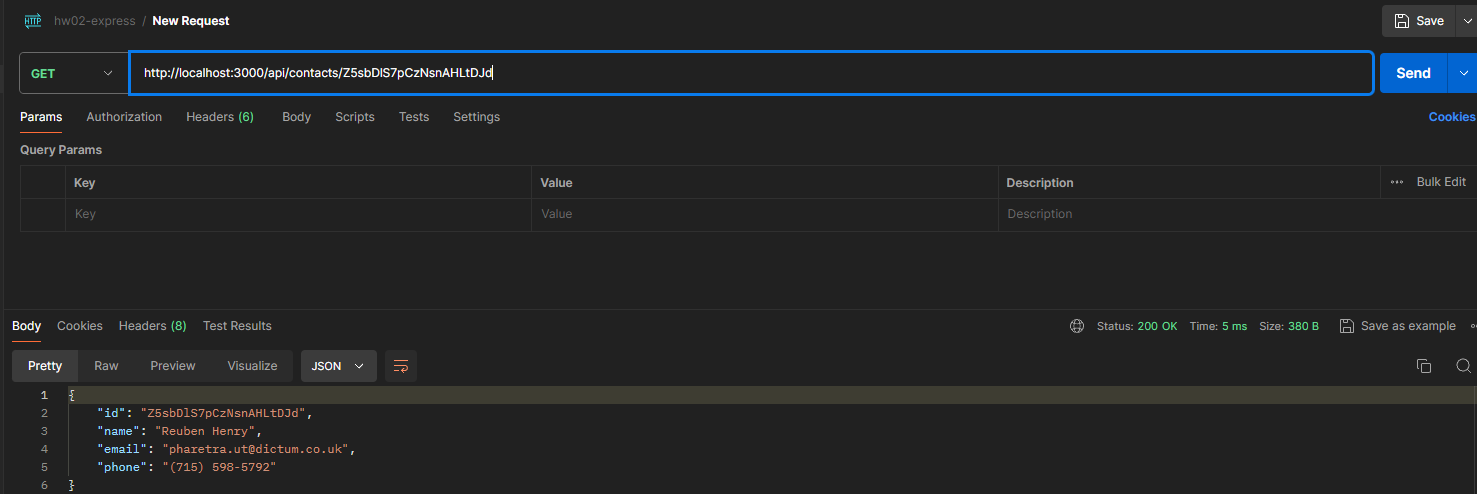 HTTP hw02-express / New Request Save
GET http://localhost:3000/api/contacts/Z5sbDlS7pCzNsnAHLtDJd Send
Params Authorization Headers (6) Body Scripts Tests Settings Cookies
Query Params
Key Value Description ••• Bulk Edit
Key Value Description
Body Cookies Headers (8) Test Results Status: 200 OK Time: 5 ms Size: 380 B Save as example
Pretty Raw Preview Visualize JSON
1 {
2 "id": "Z5sbDlS7pCzNsnAHLtDJd",
3 "name": "Reuben Henry",
4 "email": "pharetra.ut@dictum.co.uk",
5 "phone": "(715) 598-5792"
6 }